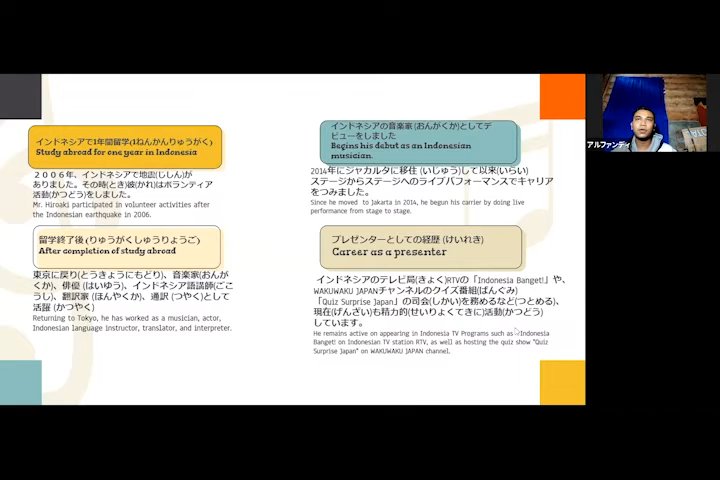 インドネシアで1年間留学(1ねんかんりゅうがく)
Study abroad for one year in Indonesia
２００６年、インドネシアで地震(じしん)が
ありました。その時(とき)彼(かれ)はボランティア
活動(かつどう)をしました。
Mr. Hiroaki participated in volunteer activities after
the Indonesian earthquake in 2006.
留学終了後 (りゅうがくしゅうりょうご)
After completion of study abroad
東京に戻り(とうきょうにもどり)、音楽家(おんが
くか)、俳優 (はいゆう)、インドネシア語講師(ごこ
うし)、翻訳家 (ほんやくか)、通訳 (つやく)として
活躍 (かつやく)
Returning to Tokyo, he has worked as a musician, actor,
Indonesian language instructor, translator, and interpreter.
インドネシアの音楽家 (おんがくか)としてデ
ビューをしました
Begins his debut as an Indonesian
musician.
2014年にジャカルタに移住 (いじゅう)して以来(いらい)
ステージからステージへのライブパフォーマンスでキャリア
をつみました。
Since he moved to Jakarta in 2014, he begun his carrier by doing live
performance from stage to stage.
プレゼンターとしての経歴 (けいれき)
Career as a presenter
インドネシアのテレビ局(きょく)RTVの「Indonesia Banget!」や、
WAKUWAKU JAPANチャンネルのクイズ番組(ばんぐみ)
「Quiz Surprise Japan」の司会(しかい)を務めるなど(つとめる)、
現在(げんざい)も精力的(せいりょくてきに)活動(かつどう)
しています。
He remains active on appearing in Indonesia TV Programs such as "Indonesia
Banget! on Indonesian TV station RTV, as well as hosting the quiz show "Quiz
Surprise Japan" on WAKUWAKU JAPAN channel.
アルファンディ